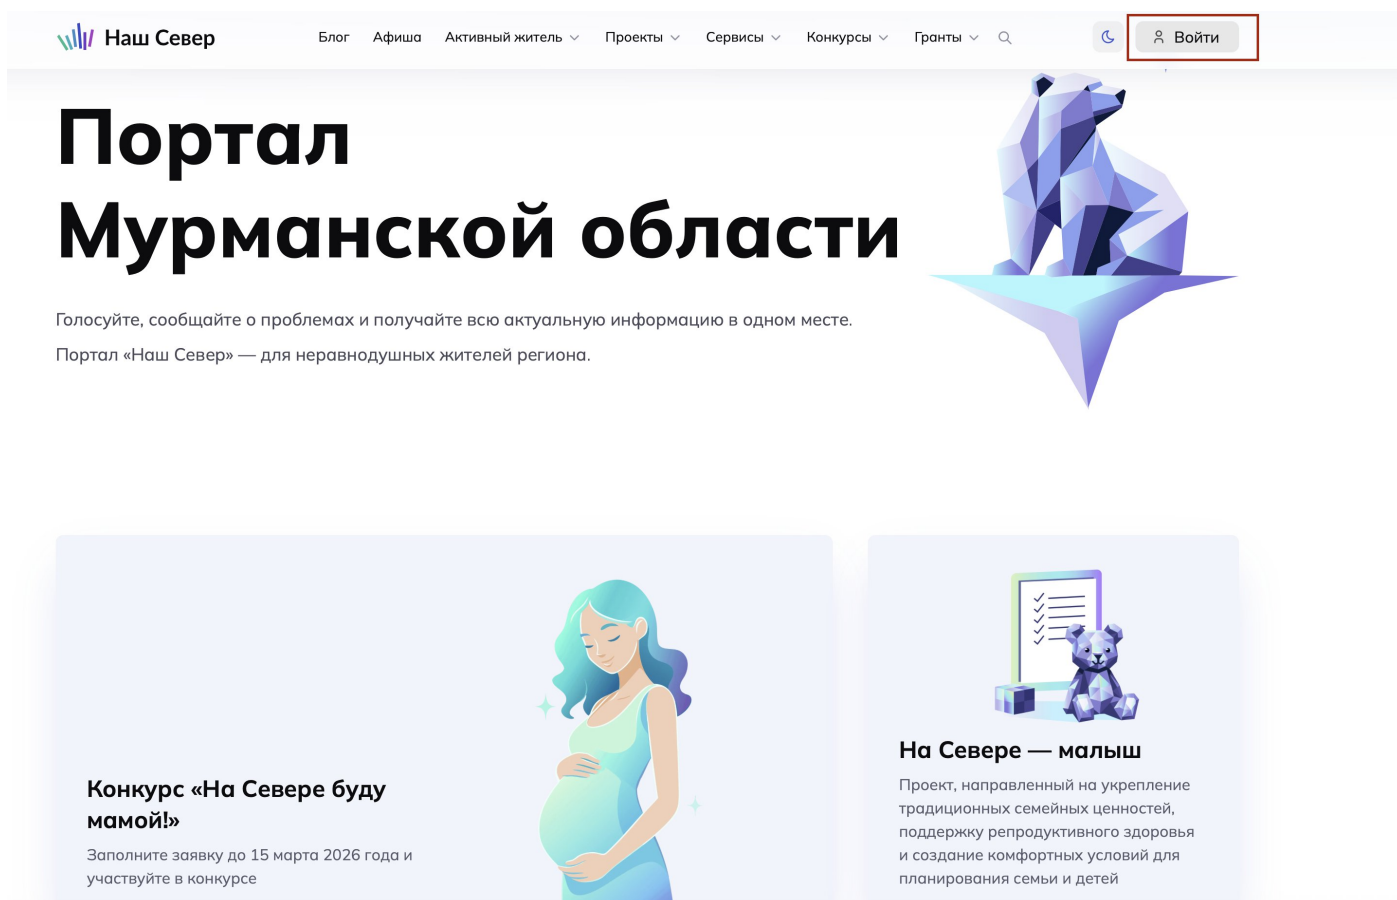 Наш Север
Блог
Афиша
Активный житель
Проекты
Сервисы
Конкурсы
Гранты
Войти
Портал
Мурманской области
Голосуйте, сообщайте о проблемах и получайте всю актуальную информацию в одном месте.
Портал «Наш Север» — для неравнодушных жителей региона.
Конкурс «На Севере буду
мамой!»
Заполните заявку до 15 марта 2026 года и
участвуйте в конкурсе
На Севере — малыш
Проект, направленный на укрепление
традиционных семейных ценностей,
поддержку репродуктивного здоровья
и создание комфортных условий для
планирования семьи и детей